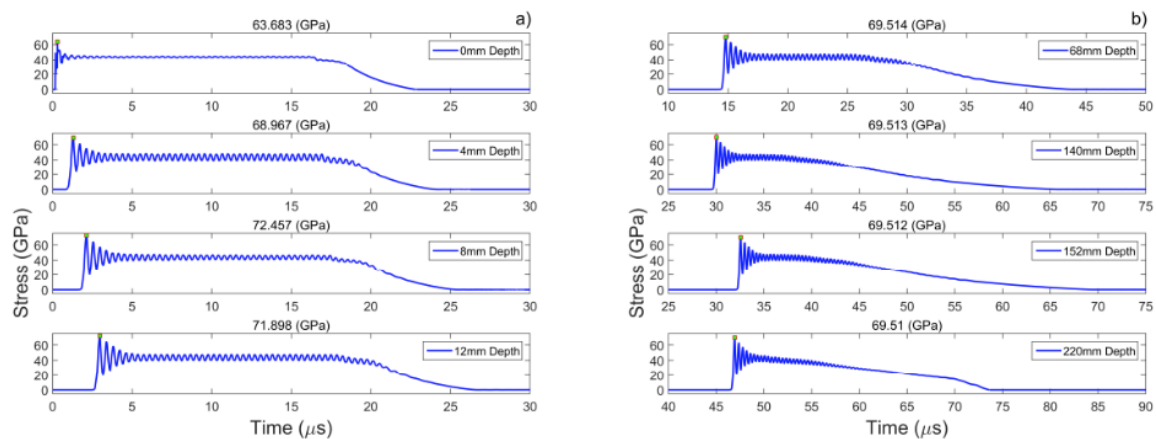 a)
63.683 (GPa)
60
40
20
0
0mm Depth
0 5 10 15 20 25 30
68.967 (GPa)
60
40
20
0
4mm Depth
0 5 10 15 20 25 30
72.457 (GPa)
60
40
20
0
8mm Depth
0 5 10 15 20 25 30
71.898 (GPa)
60
40
20
0
12mm Depth
0 5 10 15 20 25 30
Stress (GPa)
Time (μs)
b)
69.514 (GPa)
60
40
20
0
68mm Depth
10 15 20 25 30 35 40 45 50
69.513 (GPa)
60
40
20
0
140mm Depth
25 30 35 40 45 50 55 60 65 70 75
69.512 (GPa)
60
40
20
0
152mm Depth
25 30 35 40 45 50 55 60 65 70 75
69.51 (GPa)
60
40
20
0
220mm Depth
40 45 50 55 60 65 70 75 80 85 90
Stress (GPa)
Time (μs)